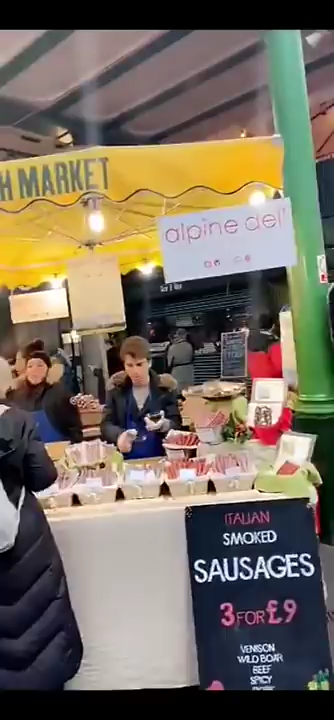 H MARKET
alpine deli
ITALIAN
SMOKED
SAUSAGES
3 FOR £9
VENISON
WILD BOAR
BEEF
SPICY